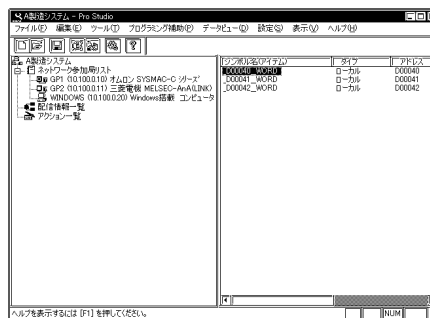 A製造システム - Pro Studio
ファイル(F) 編集(E) ツール(T) プログラミング補助(P) データビュー(D) 設定(S) 表示(V) ヘルプ(H)
A製造システム
ネットワーク参加局リスト
GP1 (10.100.0.10) オムロン SYSMAC-C シリーズ
GP2 (10.100.0.11) 三菱電機 MELSEC-AnA(LINK)
WINDOWS (10.100.0.20) Windows搭載 コンピュータ
配信情報一覧
アクション一覧
シンボル名(アイテム) タイプ アドレス
_D00040_WORD ローカル D00040
_D00041_WORD ローカル D00041
_D00042_WORD ローカル D00042
ヘルプを表示するには [F1] を押してください。 NUM